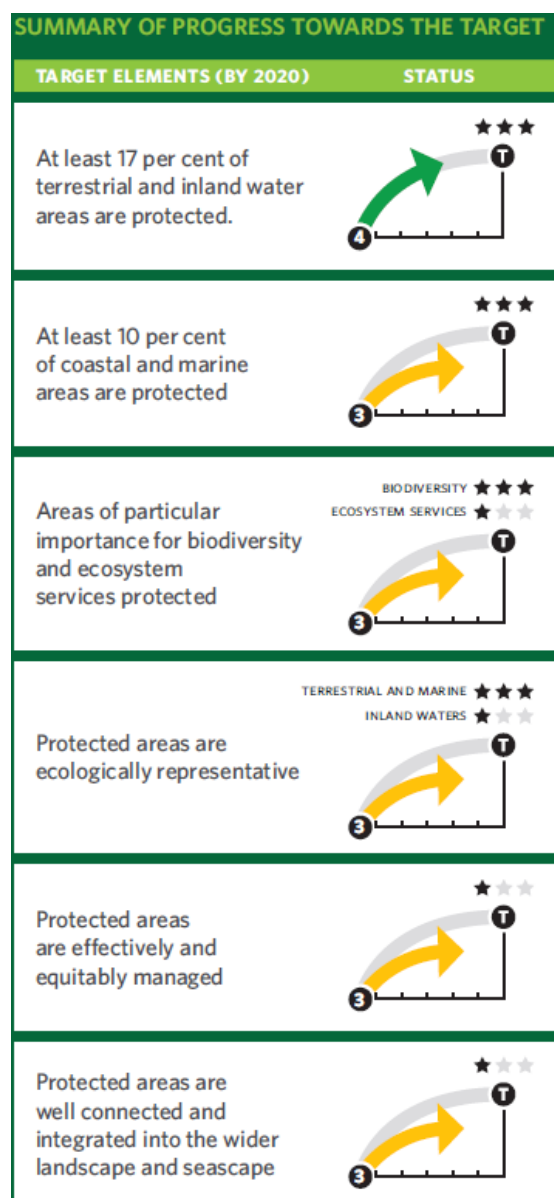 SUMMARY OF PROGRESS TOWARDS THE TARGET
TARGET ELEMENTS (BY 2020) STATUS
At least 17 per cent of
terrestrial and inland water
areas are protected.
★★★
T
4
At least 10 per cent
of coastal and marine
areas are protected
★★★
T
3
Areas of particular
importance for biodiversity
and ecosystem
services protected
BIODIVERSITY ★★★
ECOSYSTEM SERVICES ★★★
T
3
Protected areas are
ecologically representative
TERRESTRIAL AND MARINE ★★★
INLAND WATERS ★★★
T
3
Protected areas
are effectively and
equitably managed
★★★
T
3
Protected areas are
well connected and
integrated into the wider
landscape and seascape
★★★
T
3